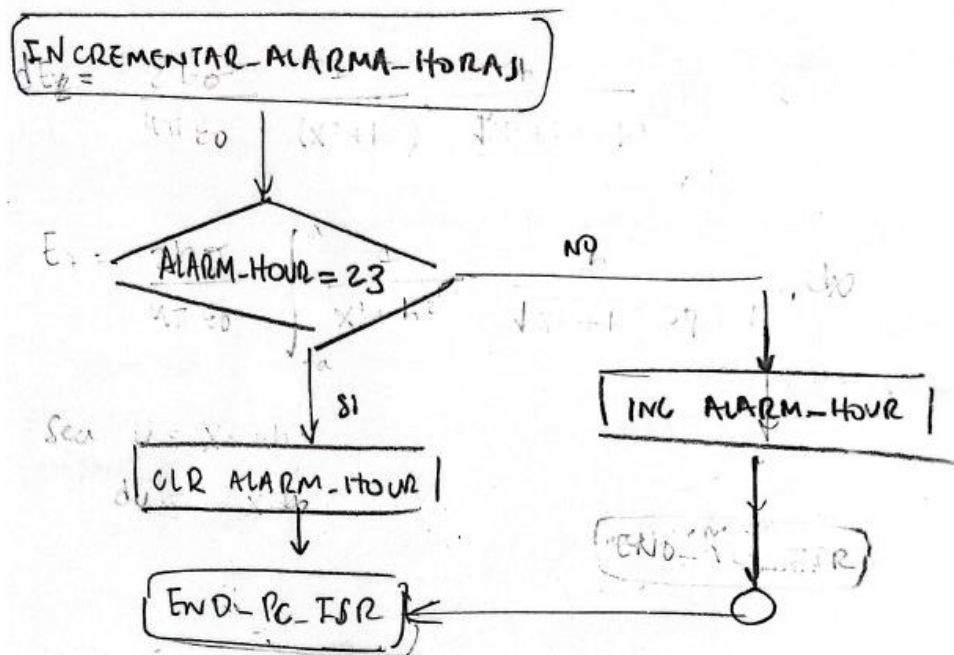 INCREMENTAR_ALARMA_HORAS
ALARM_HOUR = 23
NO
SI
INC ALARM_HOUR
CLR ALARM_HOUR
END_PC_ISR